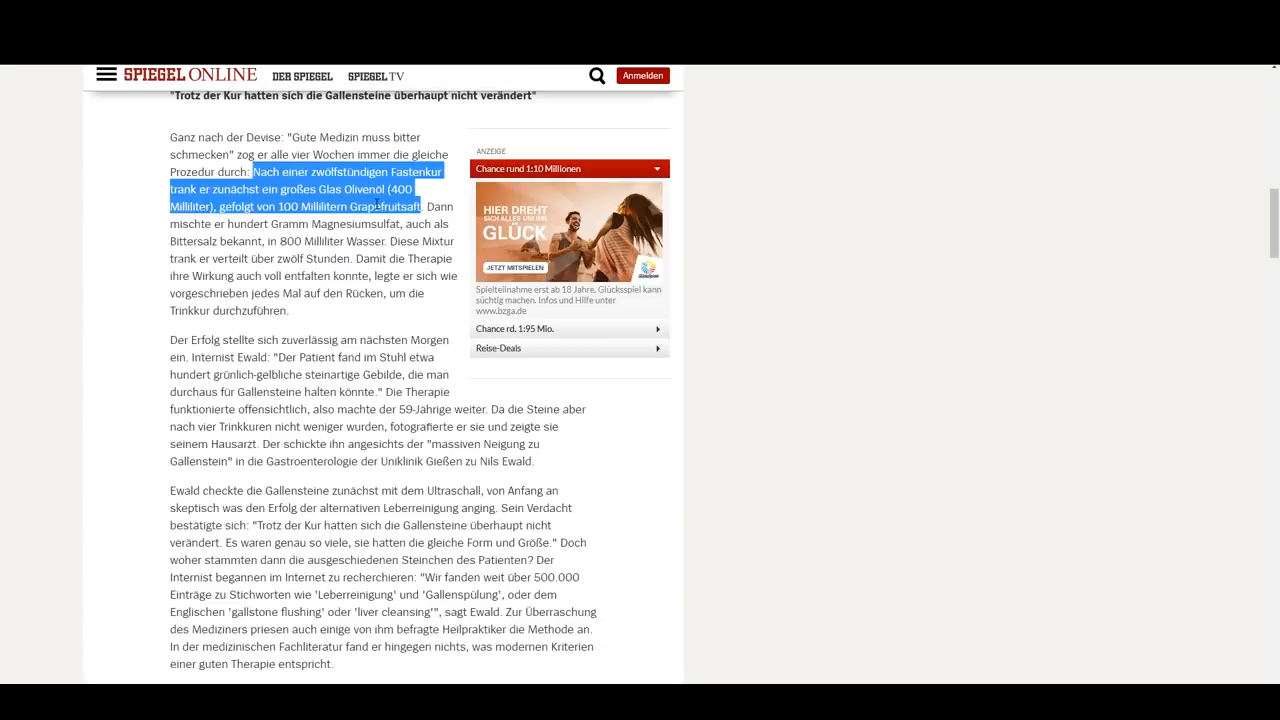 SPIEGEL ONLINE DER SPIEGEL SPIEGEL TV Anmelden
"Trotz der Kur hatten sich die Gallensteine überhaupt nicht verändert"
Ganz nach der Devise: "Gute Medizin muss bitter
schmecken" zog er alle vier Wochen immer die gleiche
Prozedur durch: Nach einer zwölfstündigen Fastenkur
trank er zunächst ein großes Glas Olivenöl (400
Milliliter), gefolgt von 100 Millilitern Grapefruitsaft. Dann
mischte er hundert Gramm Magnesiumsulfat, auch als
Bittersalz bekannt, in 800 Milliliter Wasser. Diese Mixtur
trank er verteilt über zwölf Stunden. Damit die Therapie
ihre Wirkung auch voll entfalten konnte, legte er sich wie
vorgeschrieben jedes Mal auf den Rücken, um die
Trinkkur durchzuführen.
ANZEIGE
Chance rund 1:10 Millionen
HIER DREHT
SICH ALLES UM IHR
GLÜCK
JETZT MITSPIELEN
Spielteilnahme erst ab 18 Jahre. Glücksspiel kann
süchtig machen. Infos und Hilfe unter
www.bzga.de
Chance rd. 1:95 Mio.
Reise-Deals
Der Erfolg stellte sich zuverlässig am nächsten Morgen
ein. Internist Ewald: "Der Patient fand im Stuhl etwa
hundert grünlich-gelbliche steinartige Gebilde, die man
durchaus für Gallensteine halten könnte." Die Therapie
funktionierte offensichtlich, also machte der 59-Jährige weiter. Da die Steine aber
nach vier Trinkkuren nicht weniger wurden, fotografierte er sie und zeigte sie
seinem Hausarzt. Der schickte ihn angesichts der "massiven Neigung zu
Gallenstein" in die Gastroenterologie der Uniklinik Gießen zu Nils Ewald.
Ewald checkte die Gallensteine zunächst mit dem Ultraschall, von Anfang an
skeptisch was den Erfolg der alternativen Leberreinigung anging. Sein Verdacht
bestätigte sich: "Trotz der Kur hatten sich die Gallensteine überhaupt nicht
verändert. Es waren genau so viele, sie hatten die gleiche Form und Größe." Doch
woher stammten dann die ausgeschiedenen Steinchen des Patienten? Der
Internist begannen im Internet zu recherchieren: "Wir fanden weit über 500.000
Einträge zu Stichworten wie 'Leberreinigung' und 'Gallenspülung', oder dem
Englischen 'gallstone flushing' oder 'liver cleansing'", sagt Ewald. Zur Überraschung
des Mediziners priesen auch einige von ihm befragte Heilpraktiker die Methode an.
In der medizinischen Fachliteratur fand er hingegen nichts, was modernen Kriterien
einer guten Therapie entspricht.